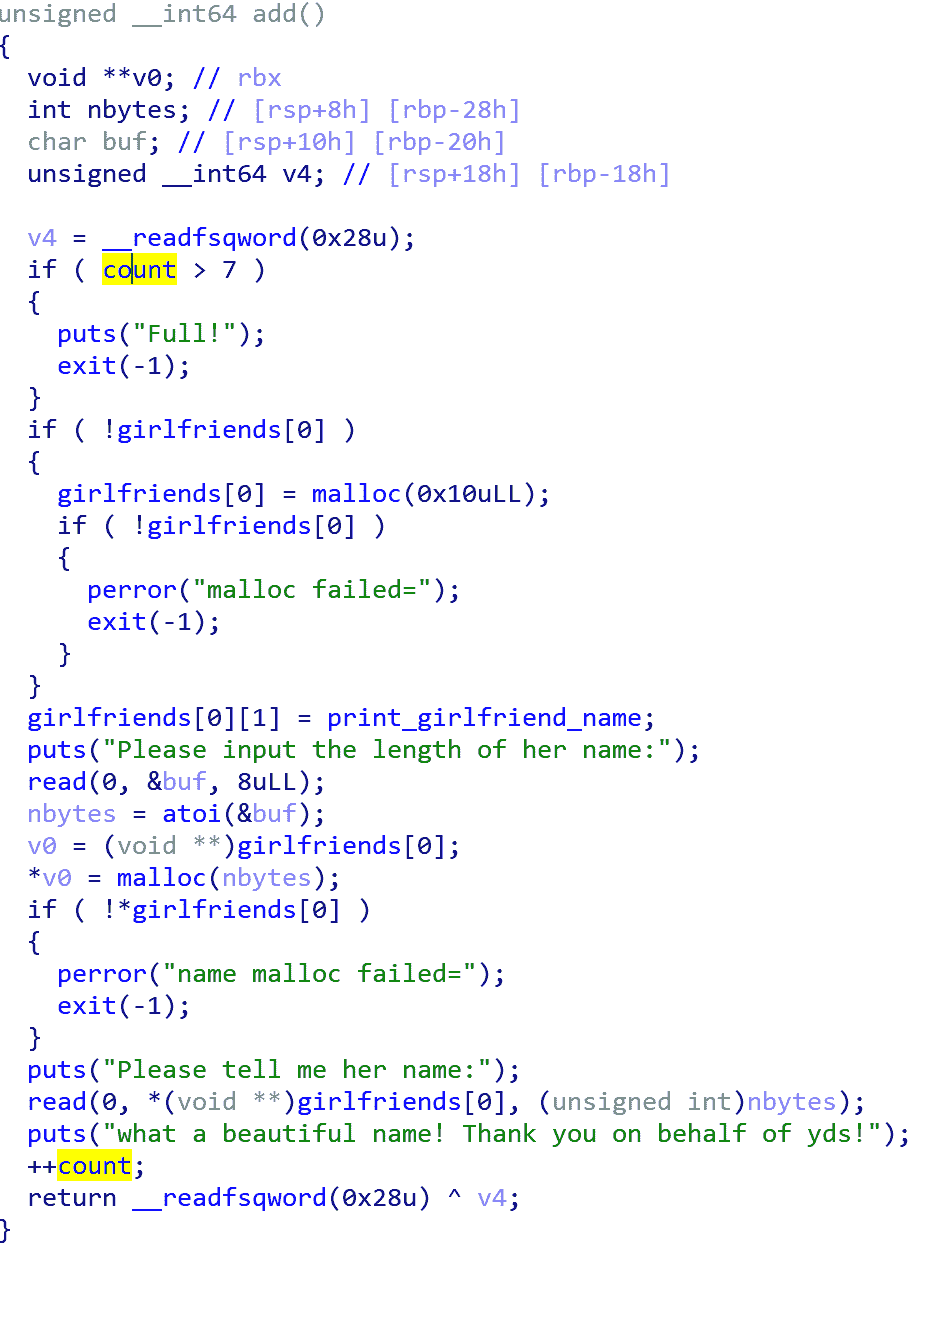 unsigned __int64 add()
{
  void **v0; // rbx
  int nbytes; // [rsp+8h] [rbp-28h]
  char buf; // [rsp+10h] [rbp-20h]
  unsigned __int64 v4; // [rsp+18h] [rbp-18h]

  v4 = __readfsqword(0x28u);
  if ( count > 7 )
  {
    puts("Full!");
    exit(-1);
  }
  if ( !girlfriends[0] )
  {
    girlfriends[0] = malloc(0x10uLL);
    if ( !girlfriends[0] )
    {
      perror("malloc failed=");
      exit(-1);
    }
  }
  girlfriends[0][1] = print_girlfriend_name;
  puts("Please input the length of her name:");
  read(0, &buf, 8uLL);
  nbytes = atoi(&buf);
  v0 = (void **)girlfriends[0];
  *v0 = malloc(nbytes);
  if ( !*girlfriends[0] )
  {
    perror("name malloc failed=");
    exit(-1);
  }
  puts("Please tell me her name:");
  read(0, *(void **)girlfriends[0], (unsigned int)nbytes);
  puts("what a beautiful name! Thank you on behalf of yds!");
  ++count;
  return __readfsqword(0x28u) ^ v4;
}